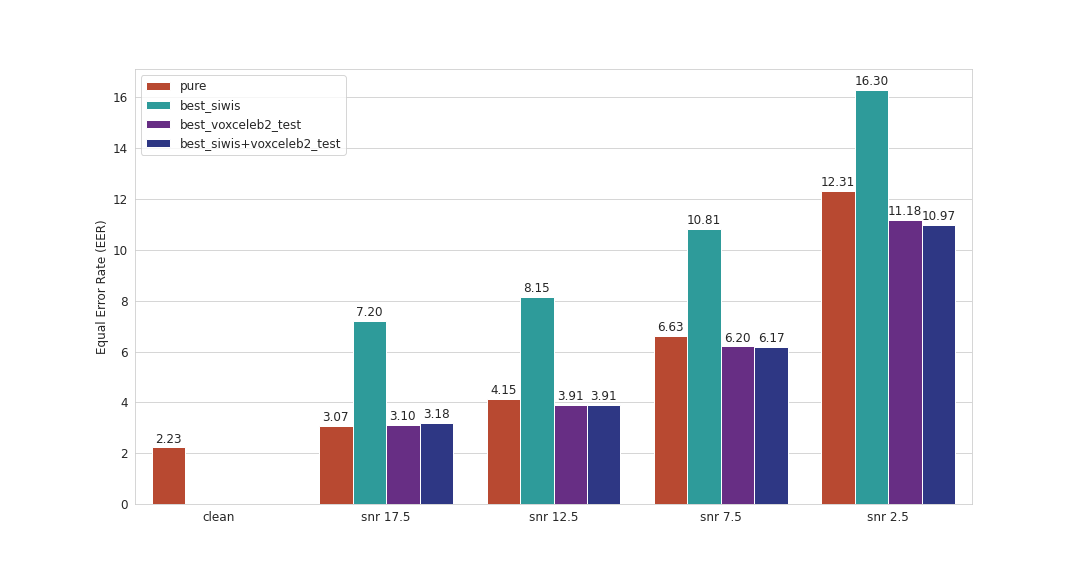 pure
best_siwis
best_voxceleb2_test
best_siwis+voxceleb2_test
Equal Error Rate (EER)
16
14
12
10
8
6
4
2
0
2.23
3.07
7.20
3.10
3.18
4.15
8.15
3.91
3.91
6.63
10.81
6.20
6.17
12.31
16.30
11.18
10.97
clean
snr 17.5
snr 12.5
snr 7.5
snr 2.5